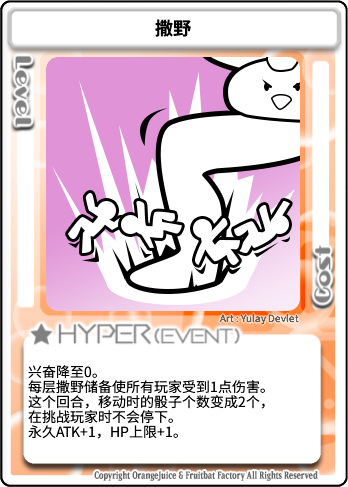 撒野
Level
Cost
Art : Yulay Devlet
HYPER (EVENT)
兴奋降至0。
每层撒野储备使所有玩家受到1点伤害。
这个回合，移动时的骰子个数变成2个，
在挑战玩家时不会停下。
永久ATK+1，HP上限+1。
Copyright OrangeJuice & Fruitbat Factory All Rights Reserved